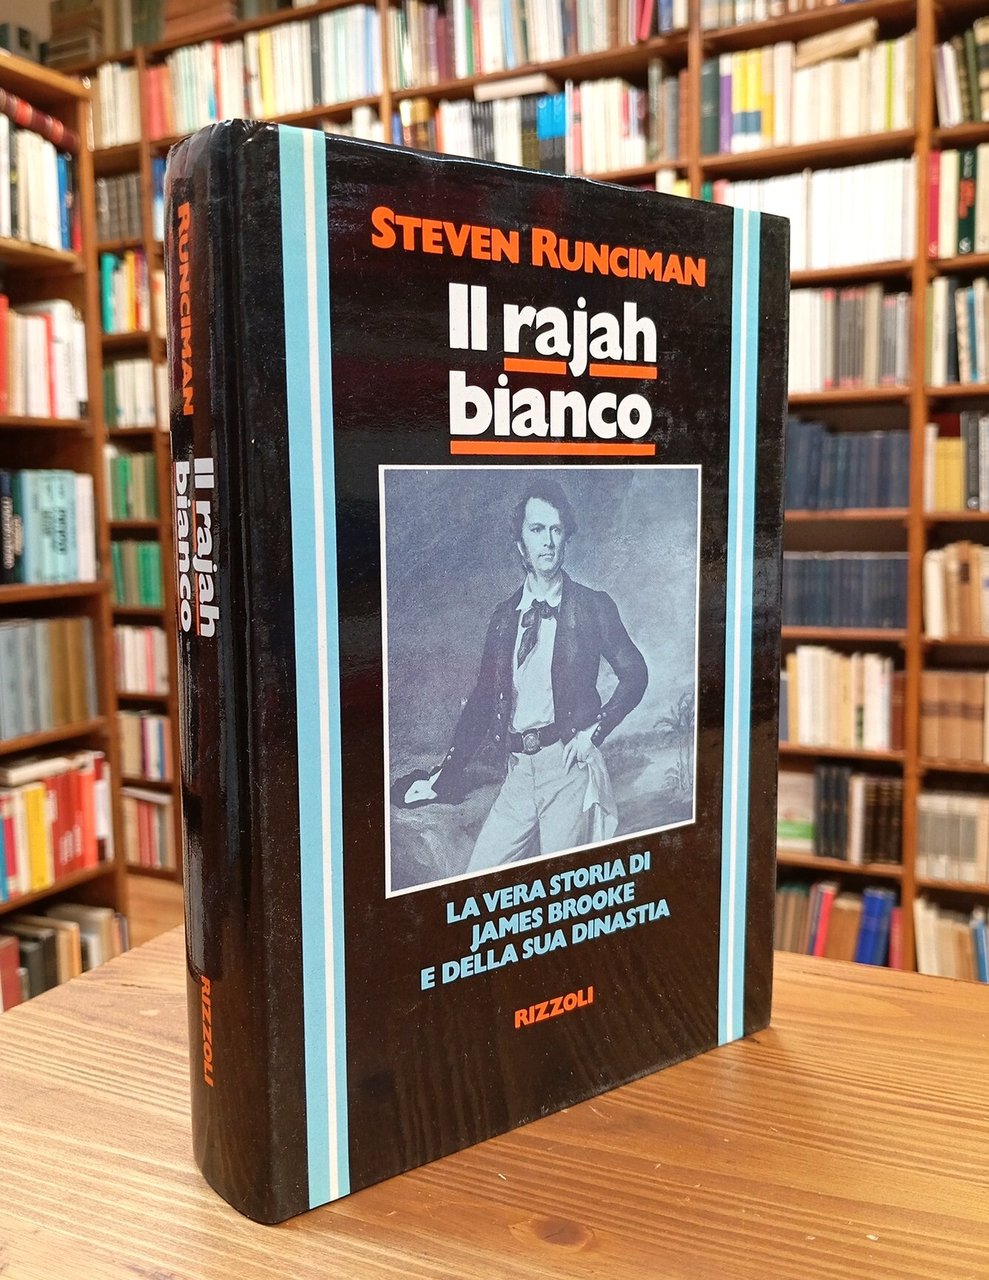 STEVEN RUNCIMAN
Il rajah
bianco
LA VERA STORIA DI
JAMES BROOKE
E DELLA SUA DINASTIA
RIZZOLI
RUNCIMAN
Il rajah
bianco
RIZZOLI